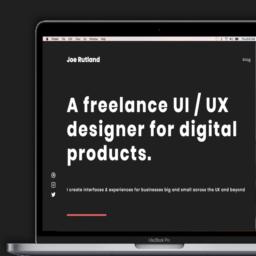 Joe Rutland
Blog
A freelance UI / UX
designer for digital
products.
I create interfaces & experiences for businesses big and small across the UK and beyond
MacBook Pro